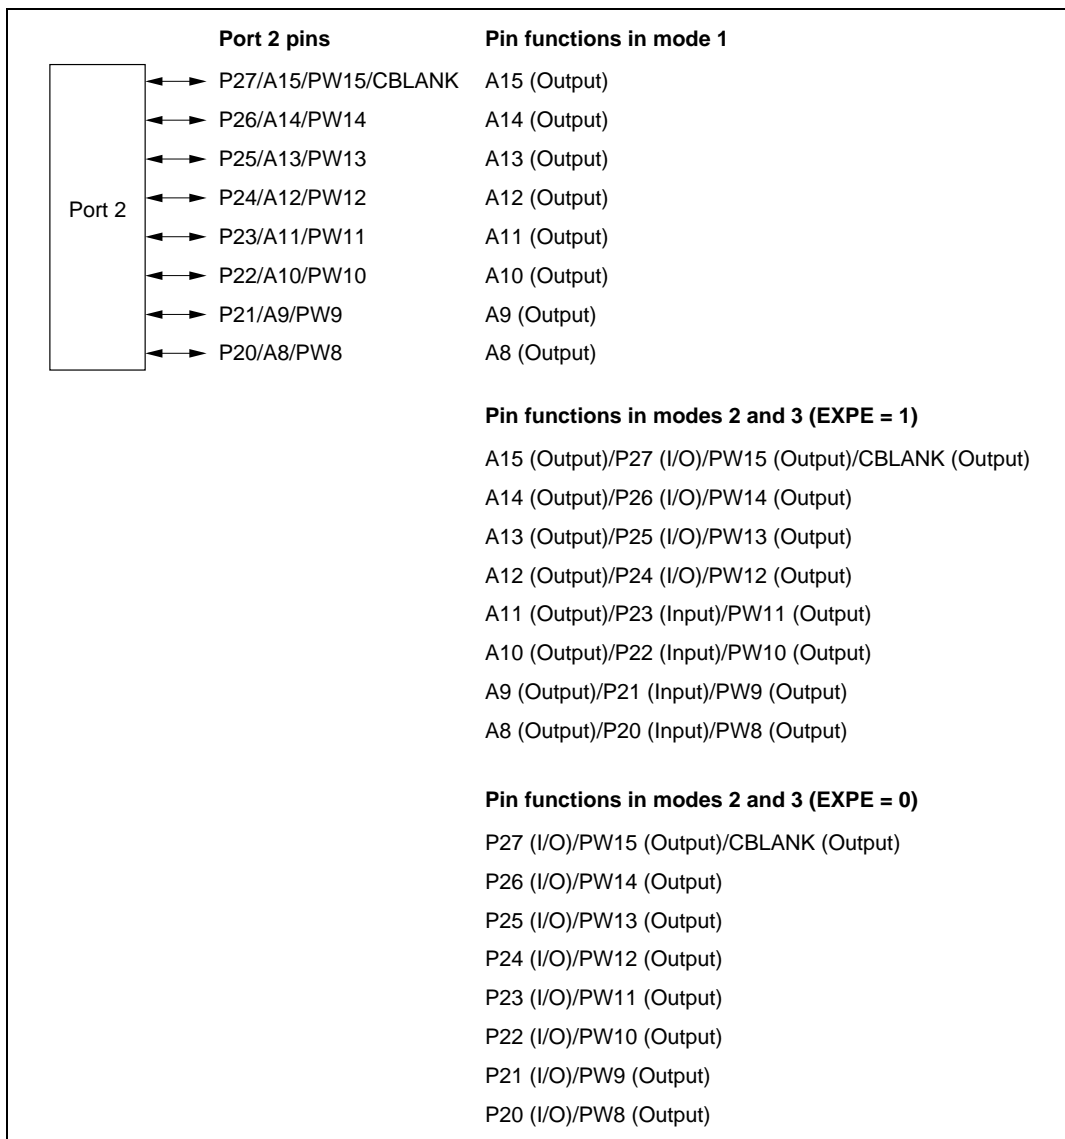 Port 2 pins Pin functions in mode 1
P27/A15/PW15/CBLANK A15 (Output)
P26/A14/PW14 A14 (Output)
P25/A13/PW13 A13 (Output)
P24/A12/PW12 A12 (Output)
Port 2
P23/A11/PW11 A11 (Output)
P22/A10/PW10 A10 (Output)
P21/A9/PW9 A9 (Output)
P20/A8/PW8 A8 (Output)
Pin functions in modes 2 and 3 (EXPE = 1)
A15 (Output)/P27 (I/O)/PW15 (Output)/CBLANK (Output)
A14 (Output)/P26 (I/O)/PW14 (Output)
A13 (Output)/P25 (I/O)/PW13 (Output)
A12 (Output)/P24 (I/O)/PW12 (Output)
A11 (Output)/P23 (Input)/PW11 (Output)
A10 (Output)/P22 (Input)/PW10 (Output)
A9 (Output)/P21 (Input)/PW9 (Output)
A8 (Output)/P20 (Input)/PW8 (Output)
Pin functions in modes 2 and 3 (EXPE = 0)
P27 (I/O)/PW15 (Output)/CBLANK (Output)
P26 (I/O)/PW14 (Output)
P25 (I/O)/PW13 (Output)
P24 (I/O)/PW12 (Output)
P23 (I/O)/PW11 (Output)
P22 (I/O)/PW10 (Output)
P21 (I/O)/PW9 (Output)
P20 (I/O)/PW8 (Output)